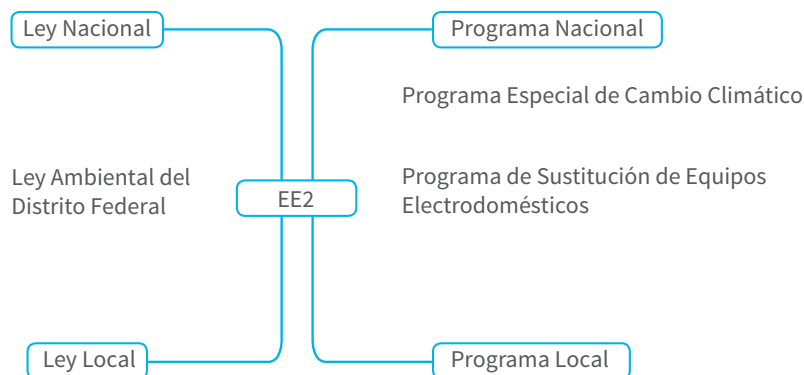 Ley Nacional
Programa Nacional
Programa Especial de Cambio Climático
Ley Ambiental del
Distrito Federal
EE2
Programa de Sustitución de Equipos
Electrodomésticos
Ley Local
Programa Local